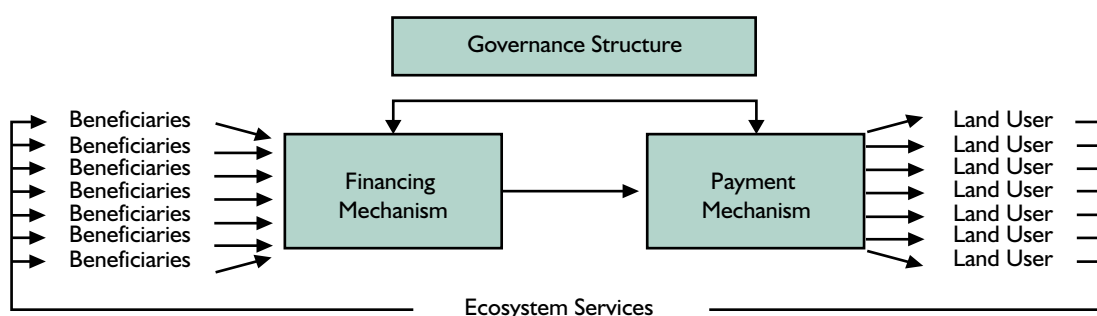 Governance Structure
Beneficiaries
Beneficiaries
Beneficiaries
Beneficiaries
Beneficiaries
Beneficiaries
Beneficiaries
Financing
Mechanism
Payment
Mechanism
Land User
Land User
Land User
Land User
Land User
Land User
Land User
Ecosystem Services